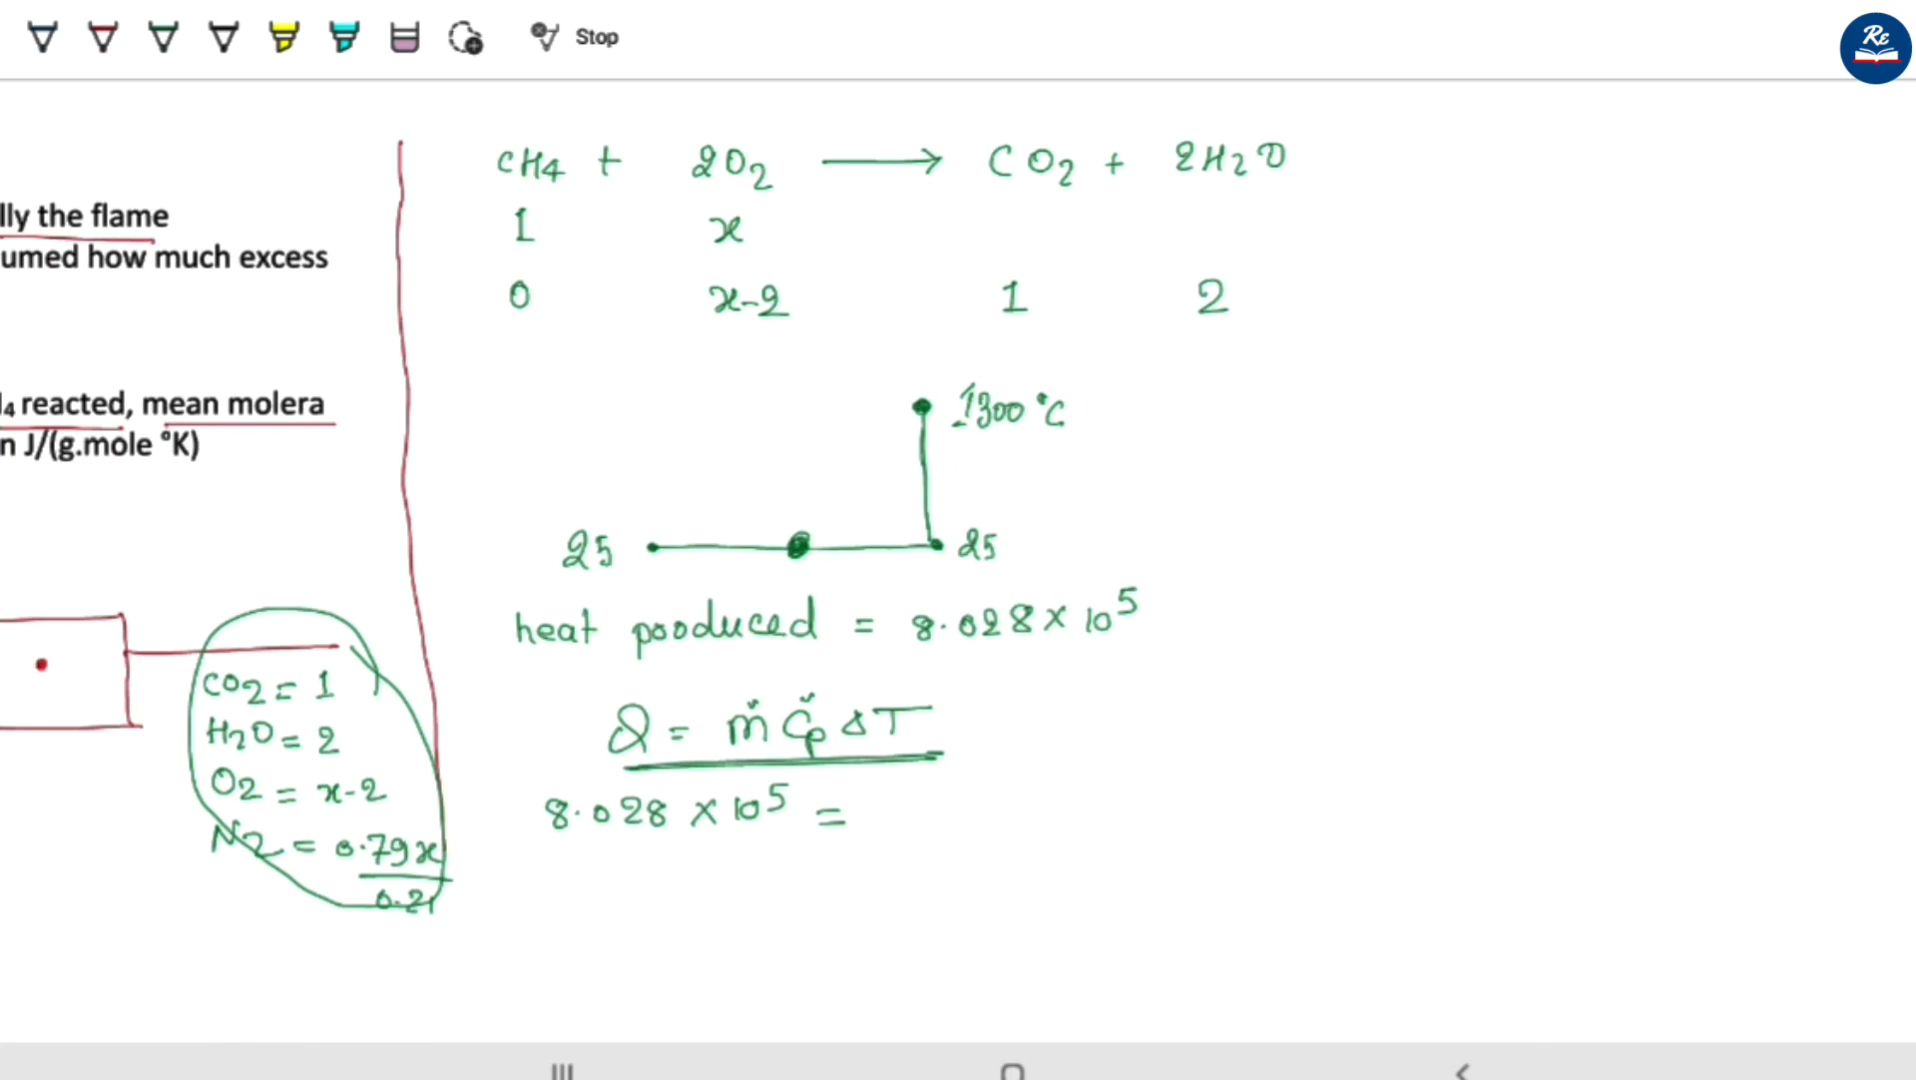 Stop
Re
lly the flame
umed how much excess
4 reacted, mean molera
n J/(g.mole °K)
CO2 = 1
H2O = 2
O2 = x-2
N2 = 0.79x
0.21
CH4 + 2O2 → CO2 + 2H2O
1 x
0 x-2 1 2
1300 °C
25 25
heat produced = 8.028 × 10^5
Q = ṁ Cp ΔT
8.028 × 10^5 =